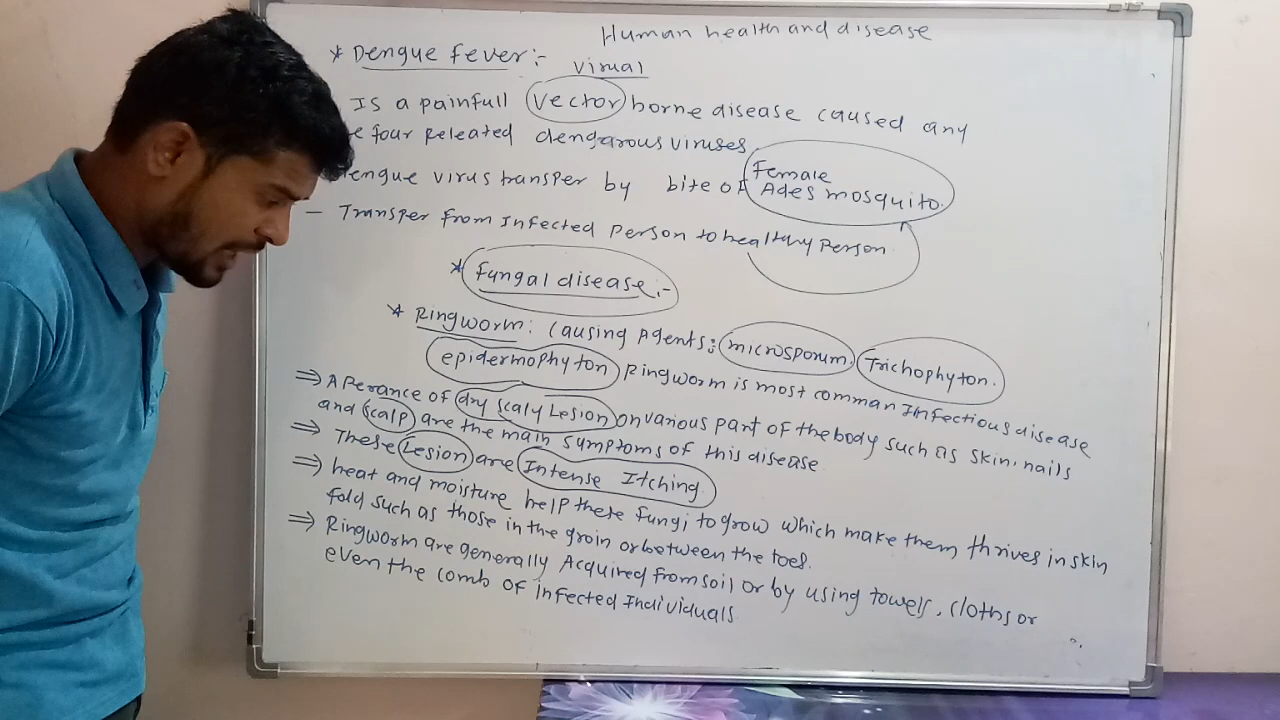 Human health and disease
* Dengue fever:-
viral
Is a painfull vector borne disease caused any
four releated dengarous viruses
Dengue virus transper by bite of Female
Ades mosquito.
- Transper from infected person to healthy person
* Fungal disease:-
* Ringworm: causing Agents: microsporum, Trichophyton.
epidermophyton Ringworm is most comman infectious disease
⇒ Aperance of dry scaly Lesion on various part of the body such as skin, nails
and scalp are the main symptoms of this disease
⇒ These Lesion are Intense Itching
⇒ heat and moisture help these fungi to grow which make them thrives in skin
fold such as those in the groin or between the toes.
⇒ Ringworm are generally Acquired from soil or by using towels, cloths or
even the comb of infected Individuals